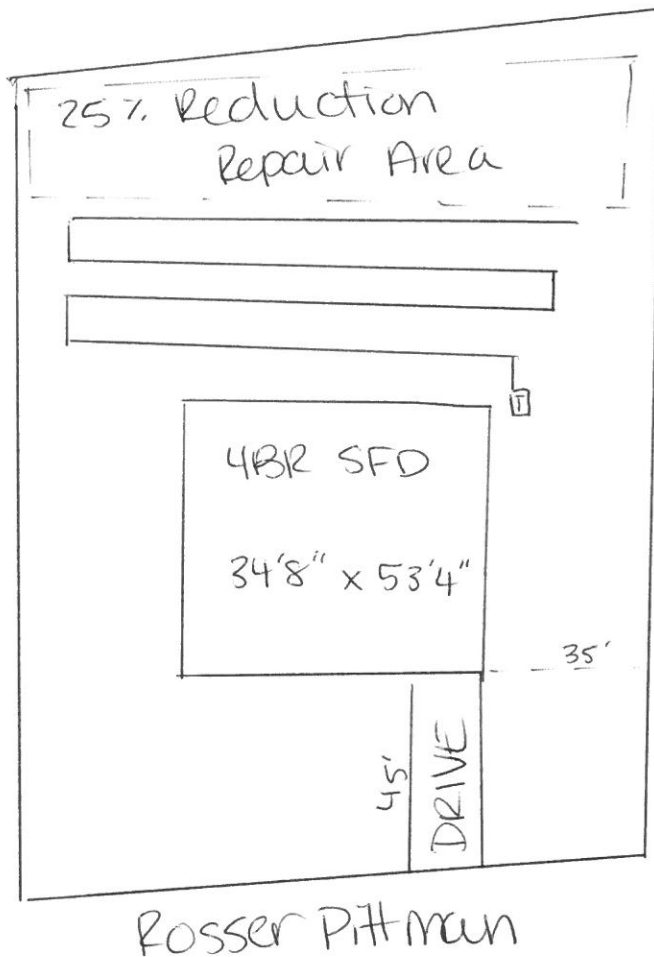 25% Reduction
Repair Area
T
4BR SFD
34'8" x 53'4"
35'
45'
DRIVE
Rosser Pittman